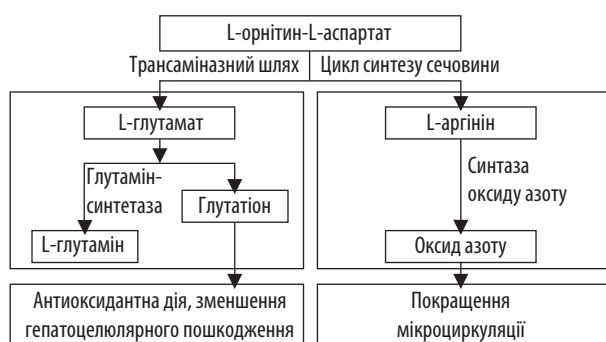 L-орнітин-L-аспартат
Трансаміназний шлях
Цикл синтезу сечовини
L-глутамат
Глутамін-
синтетаза
Глутатіон
L-глутамін
L-аргінін
Синтаза
оксиду азоту
Оксид азоту
Антиоксидантна дія, зменшення
гепатоцелюлярного пошкодження
Покращення
мікроциркуляції